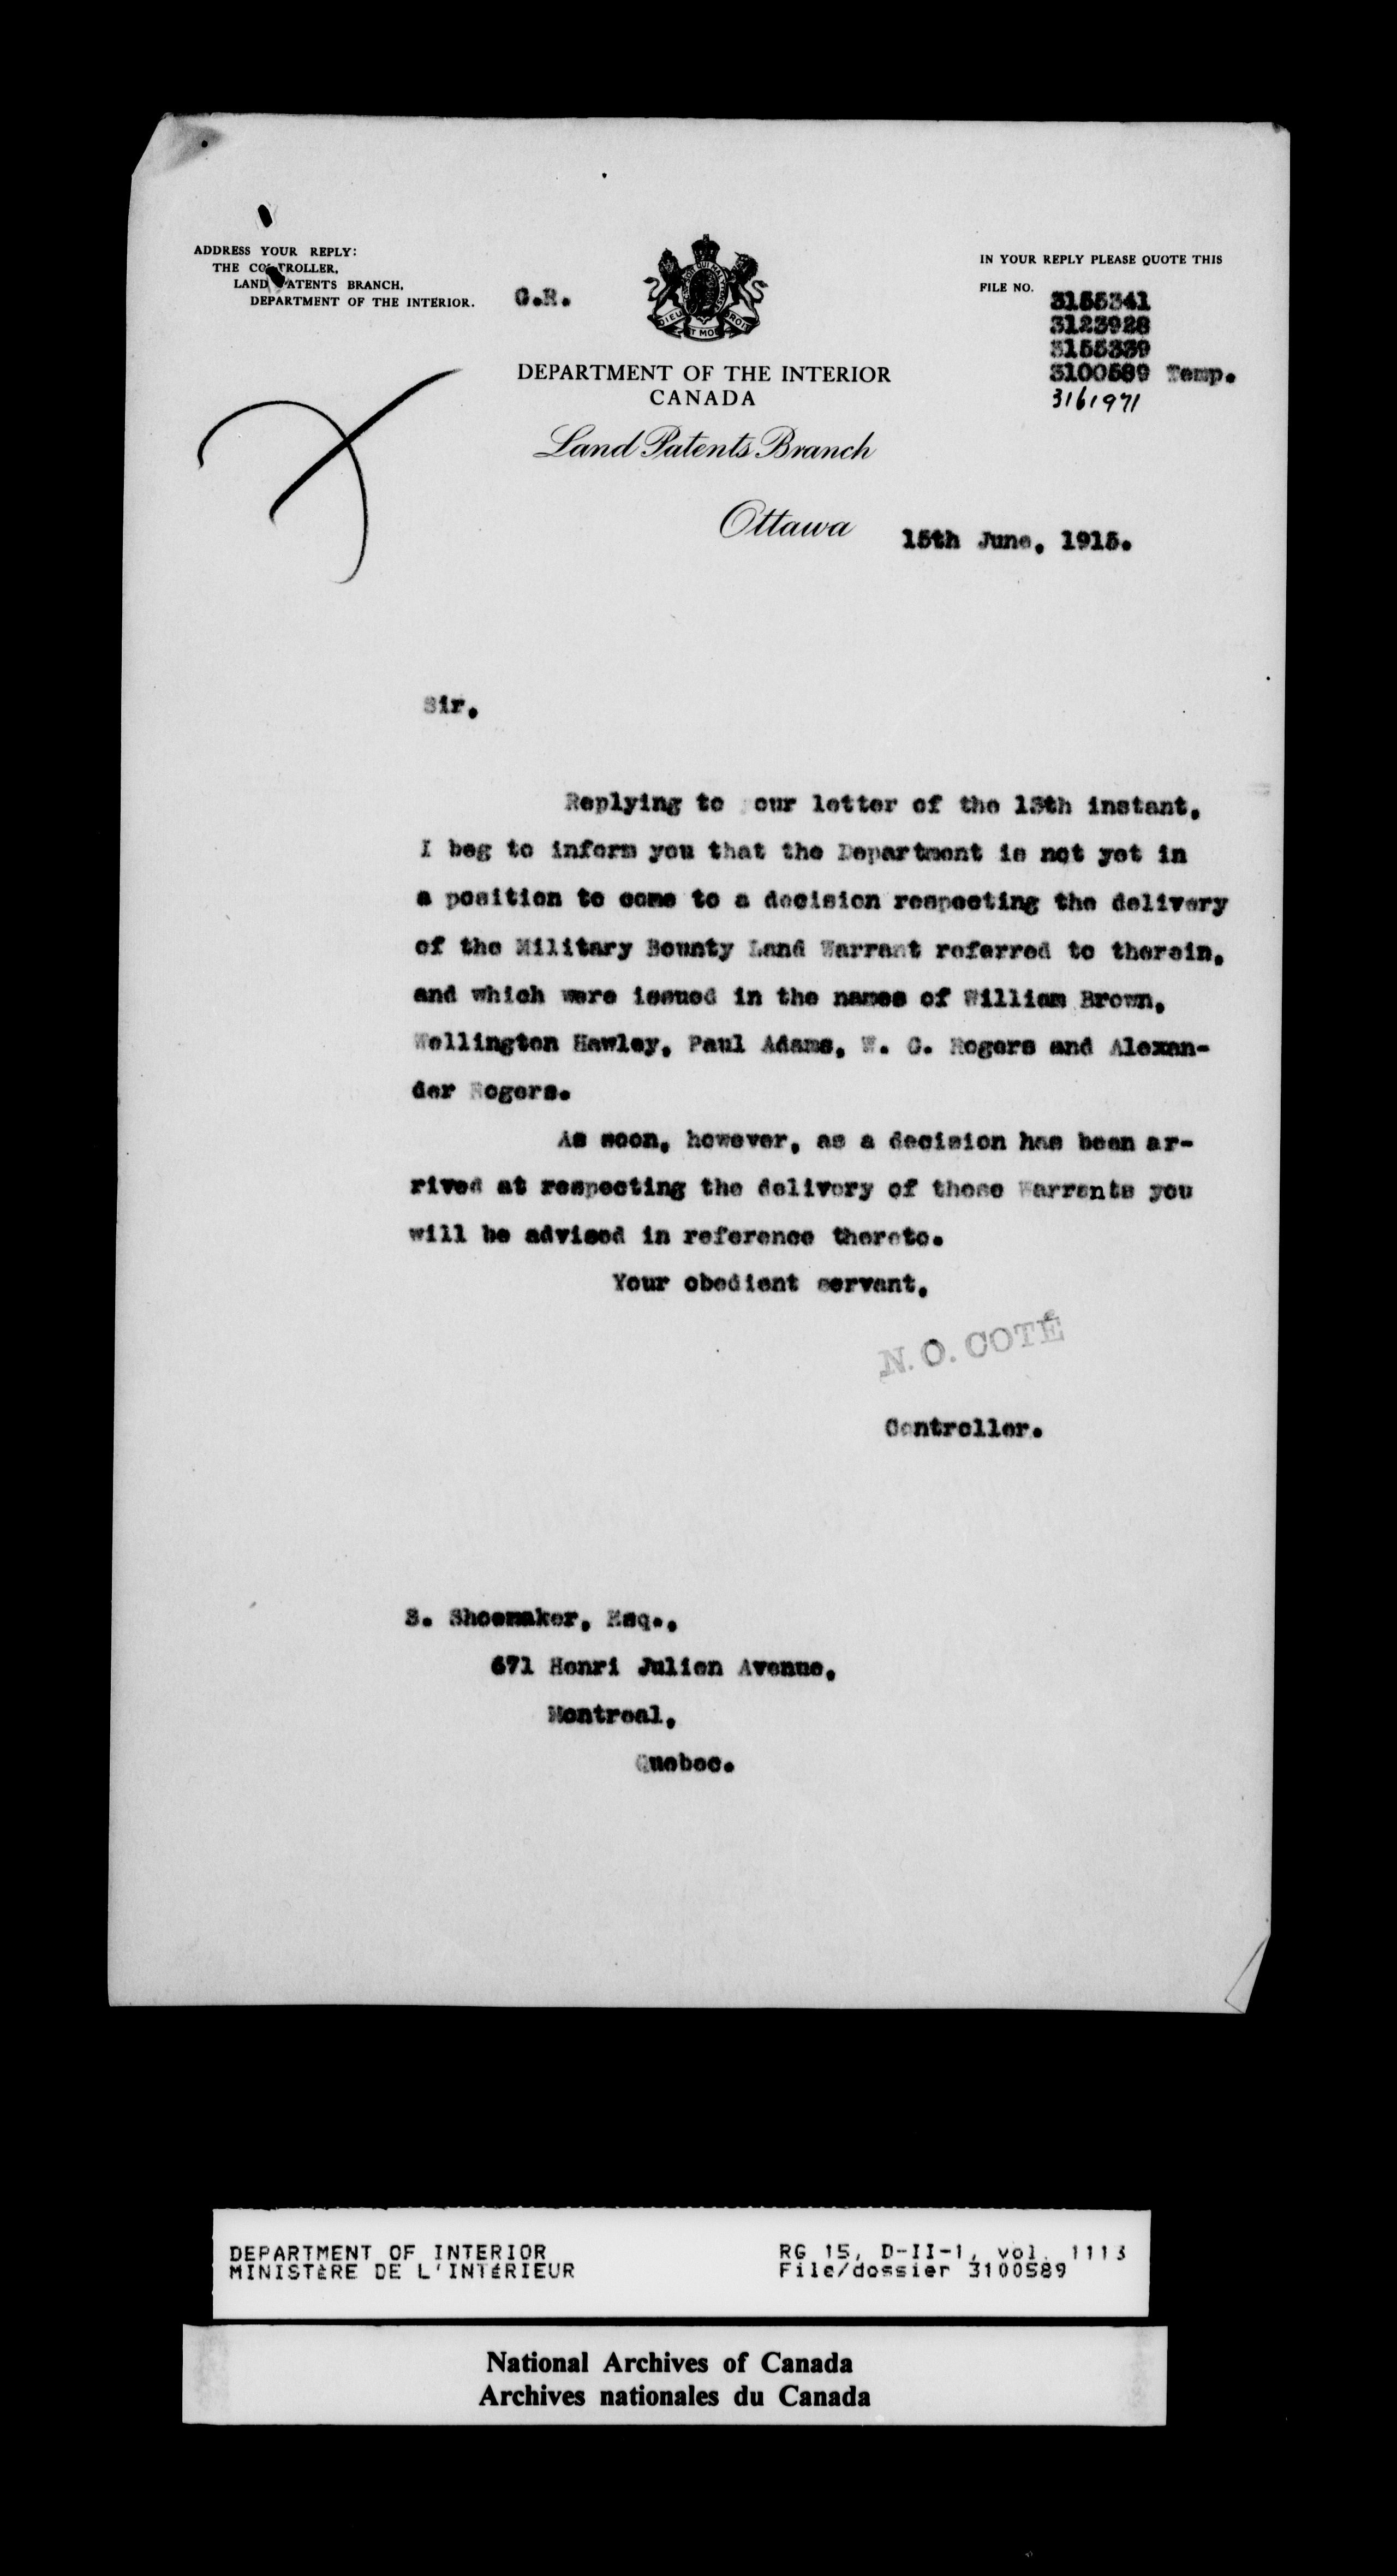 ADDRESS YOUR REPLY:
THE CONTROLLER,
LAND PATENTS BRANCH,
DEPARTMENT OF THE INTERIOR.
G.R.
IN YOUR REPLY PLEASE QUOTE THIS
FILE NO.
3155341
3123928
3155339
3100589 Temp.
3161971
DIEU ET MON DROIT
DEPARTMENT OF THE INTERIOR
CANADA
Land Patents Branch
Ottawa 15th June, 1915.
Sir,
Replying to our letter of the 13th instant,
I beg to inform you that the Department is not yet in
a position to come to a decision respecting the delivery
of the Military Bounty Land Warrant referred to therein,
and which were issued in the names of William Brown,
Wellington Hawley, Paul Adams, W. C. Rogers and Alexan-
der Rogers.
As soon, however, as a decision has been ar-
rived at respecting the delivery of those Warrants you
will be advised in reference thereto.
Your obedient servant,
N. O. COTÉ
Controller.
S. Shoemaker, Esq.,
671 Henri Julien Avenue,
Montreal,
Quebec.
DEPARTMENT OF INTERIOR
MINISTÈRE DE L'INTÉRIEUR
RG 15, D-II-1, vol. 1113
File/dossier 3100589
National Archives of Canada
Archives nationales du Canada